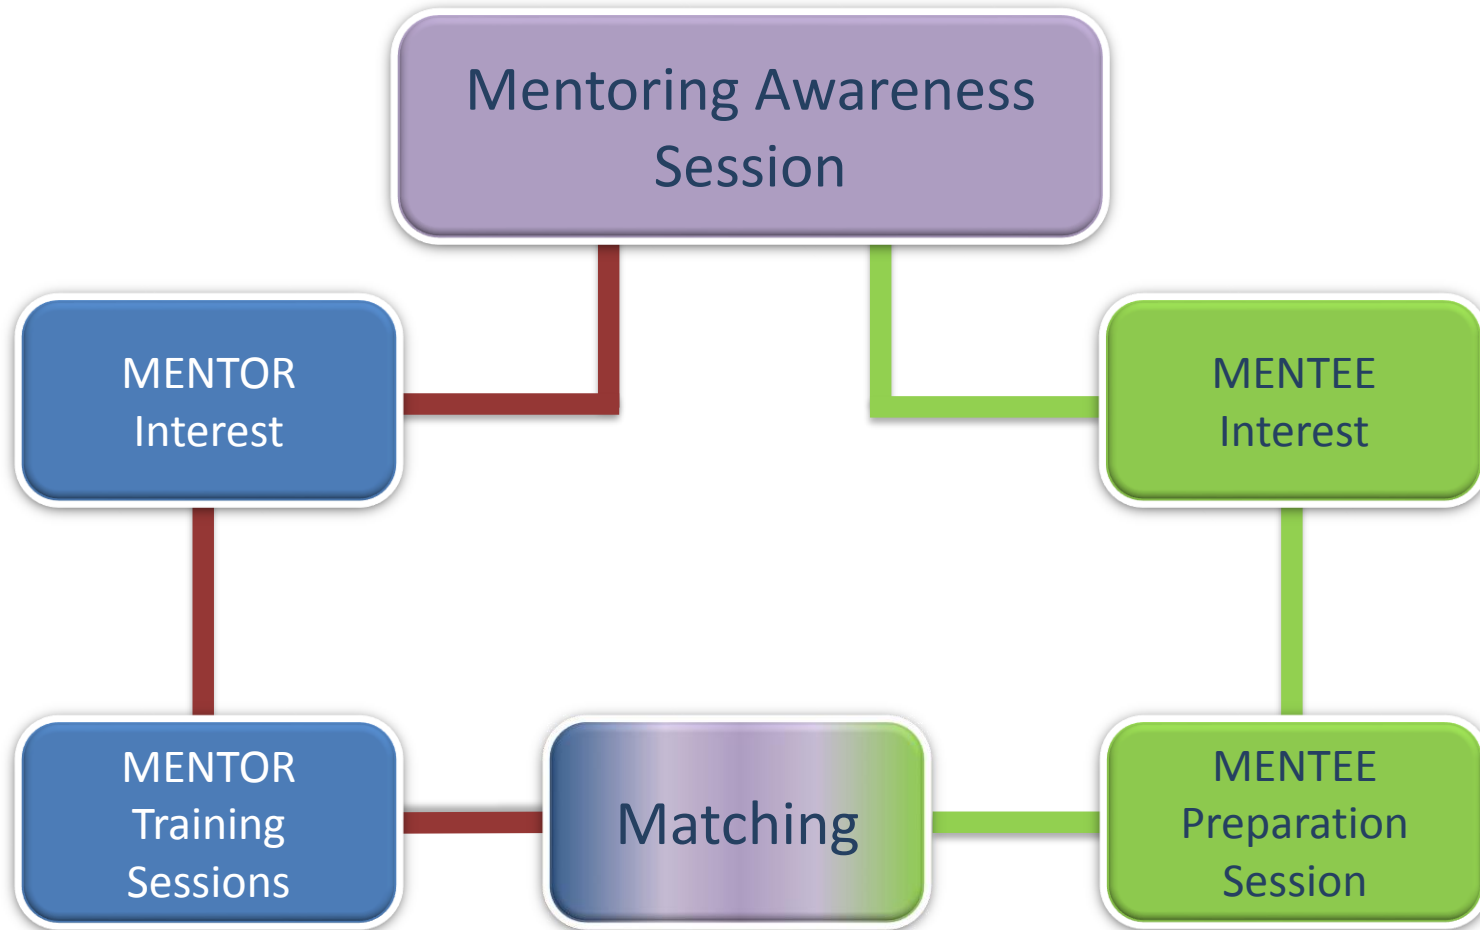 Mentoring Awareness
Session
MENTOR
Interest
MENTEE
Interest
MENTOR
Training
Sessions
Matching
MENTEE
Preparation
Session